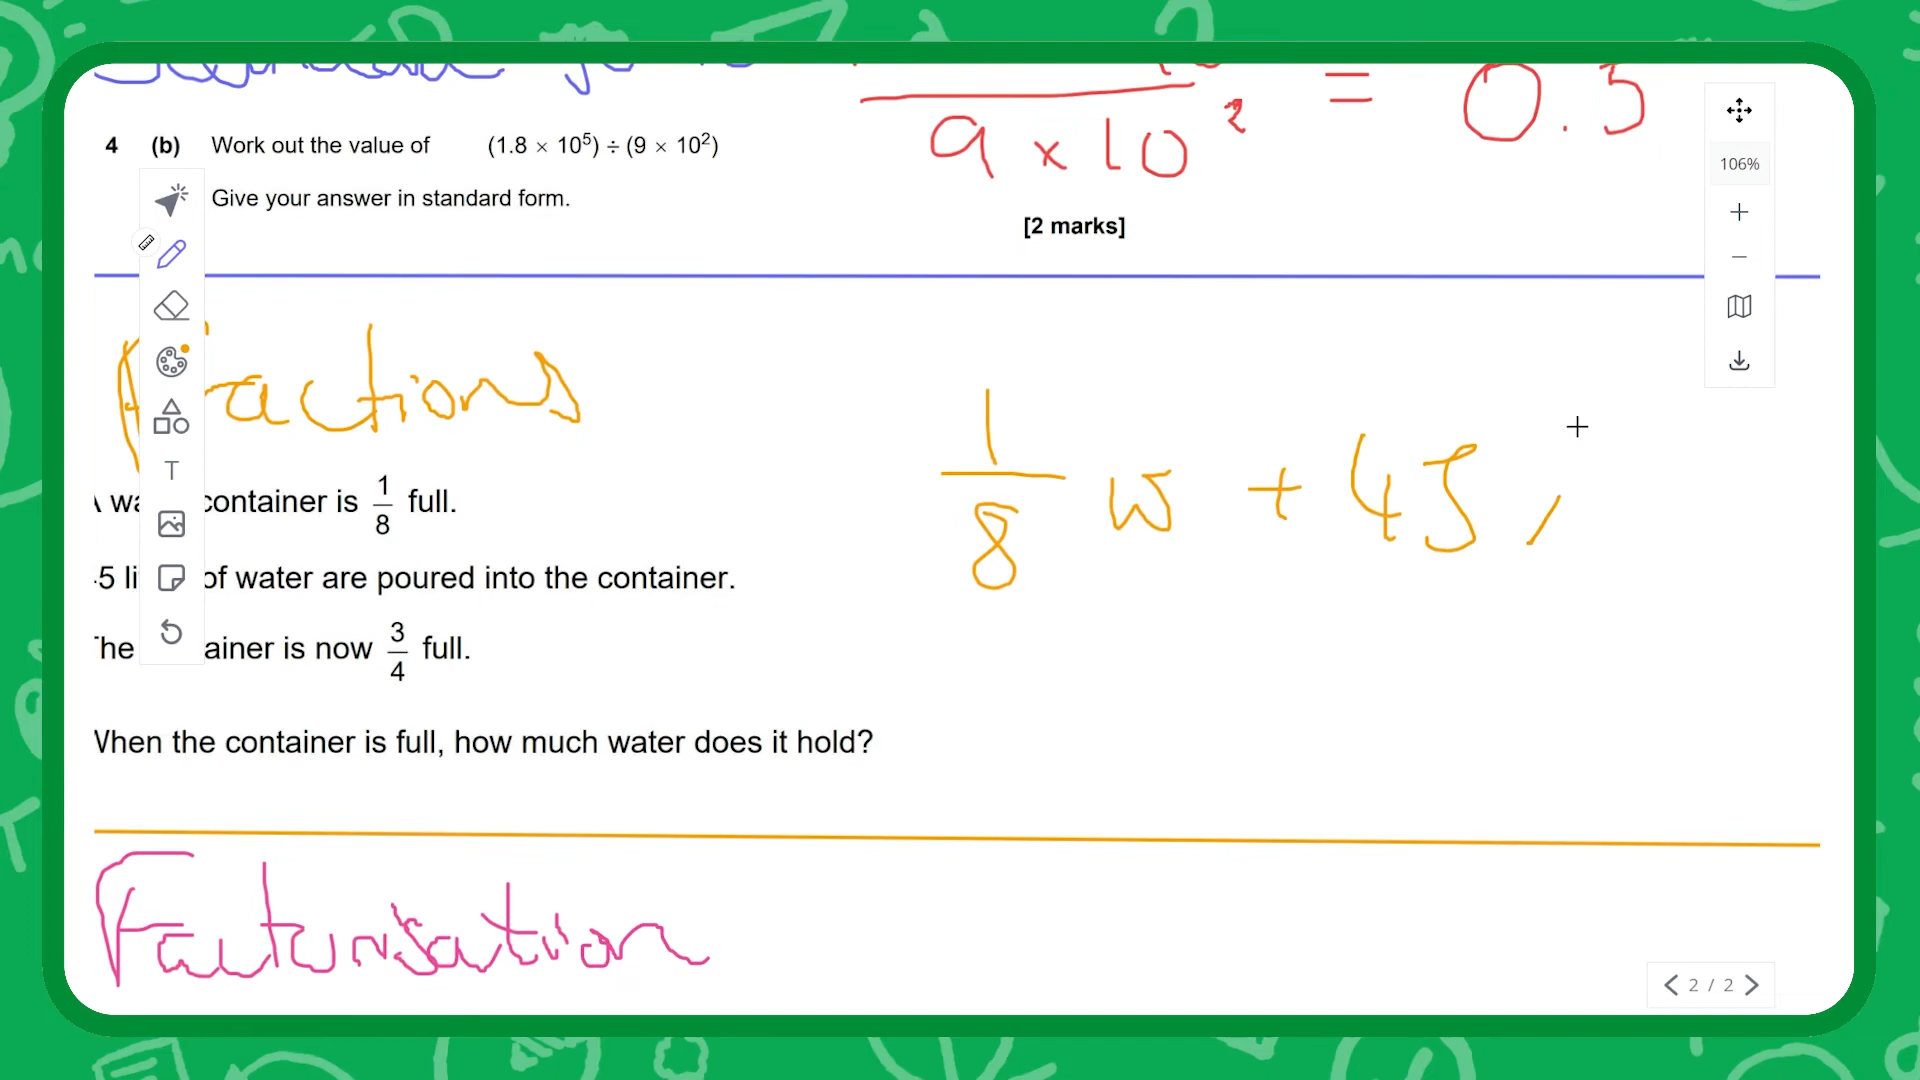 = 0.5
9 × 10²
4 (b) Work out the value of (1.8 × 10⁵) ÷ (9 × 10²)
Give your answer in standard form.
[2 marks]
106%
Fractions
1/8 w + 45
container is 1/8 full.
5 li of water are poured into the container.
ainer is now 3/4 full.
When the container is full, how much water does it hold?
Factorisation
T
2 / 2